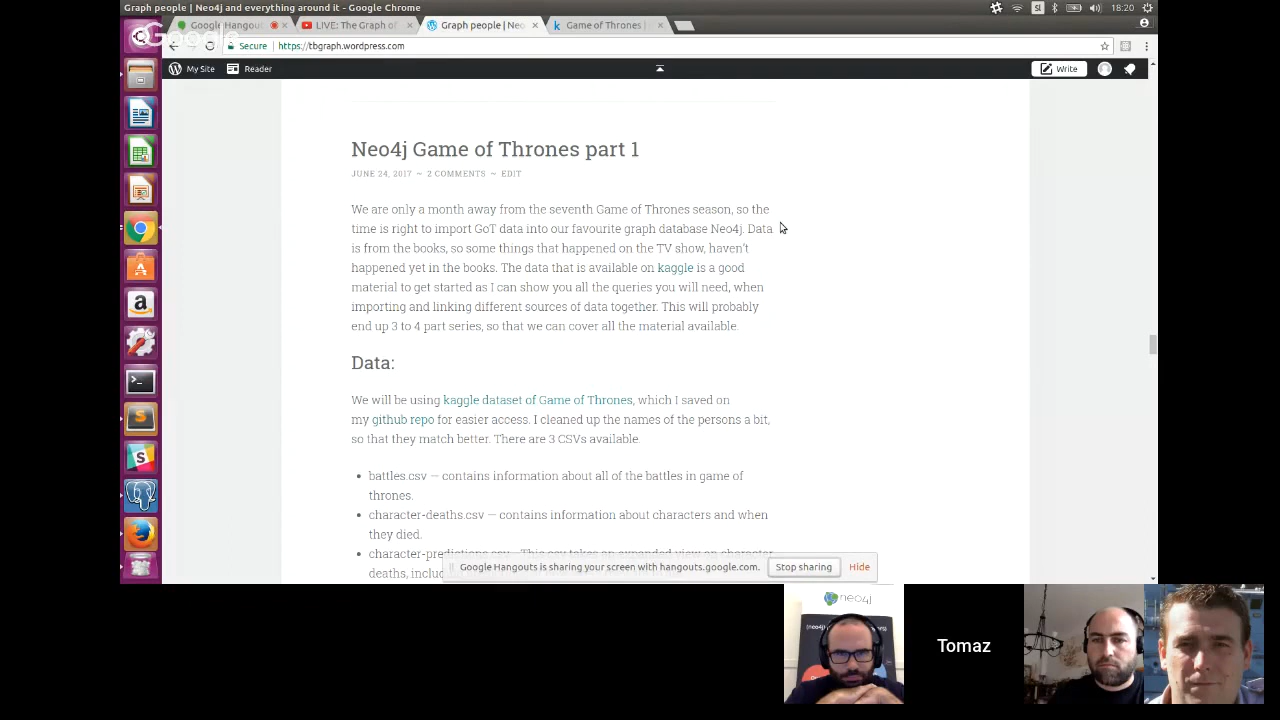 Graph people | Neo4j and everything around it - Google Chrome
Sl
18:20
Google Hangout
LIVE: The Graph of
Graph people | Neo
Game of Thrones |
Google
Secure
https://tbgraph.wordpress.com
My Site
Reader
Write
Neo4j Game of Thrones part 1
JUNE 24, 2017 ~ 2 COMMENTS ~ EDIT
We are only a month away from the seventh Game of Thrones season, so the
time is right to import GoT data into our favourite graph database Neo4j. Data
is from the books, so some things that happened on the TV show, haven't
happened yet in the books. The data that is available on kaggle is a good
material to get started as I can show you all the queries you will need, when
importing and linking different sources of data together. This will probably
end up 3 to 4 part series, so that we can cover all the material available.
Data:
We will be using kaggle dataset of Game of Thrones, which I saved on
my github repo for easier access. I cleaned up the names of the persons a bit,
so that they match better. There are 3 CSVs available.
• battles.csv — contains information about all of the battles in game of
thrones.
• character-deaths.csv — contains information about characters and when
they died.
• character-predictions.csv
deaths, inclu
Google Hangouts is sharing your screen with hangouts.google.com.
Stop sharing
Hide
neo4j
Tomaz